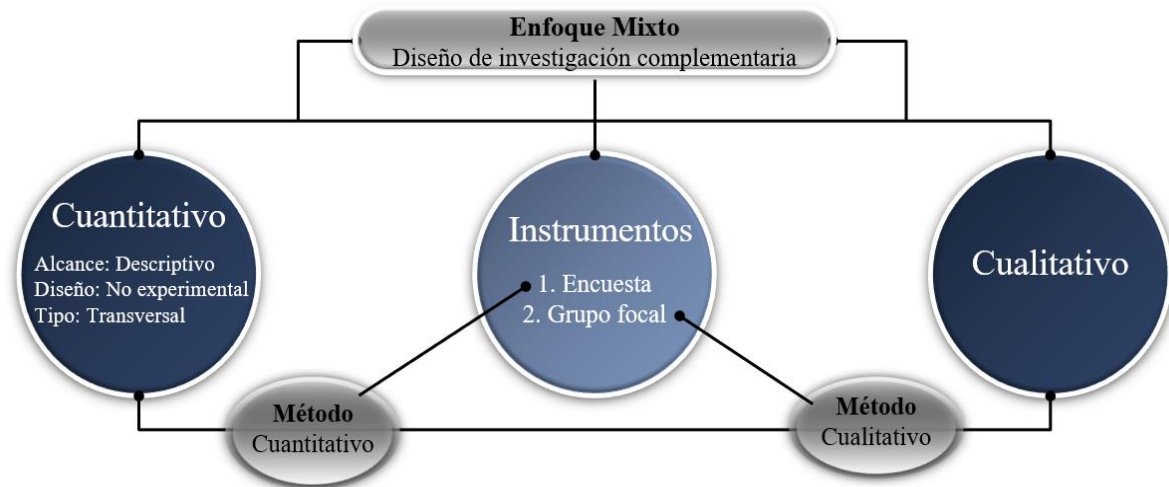 Enfoque Mixto
Diseño de investigación complementaria
Cuantitativo
Alcance: Descriptivo
Diseño: No experimental
Tipo: Transversal
Instrumentos
1. Encuesta
2. Grupo focal
Cualitativo
Método
Cuantitativo
Método
Cualitativo